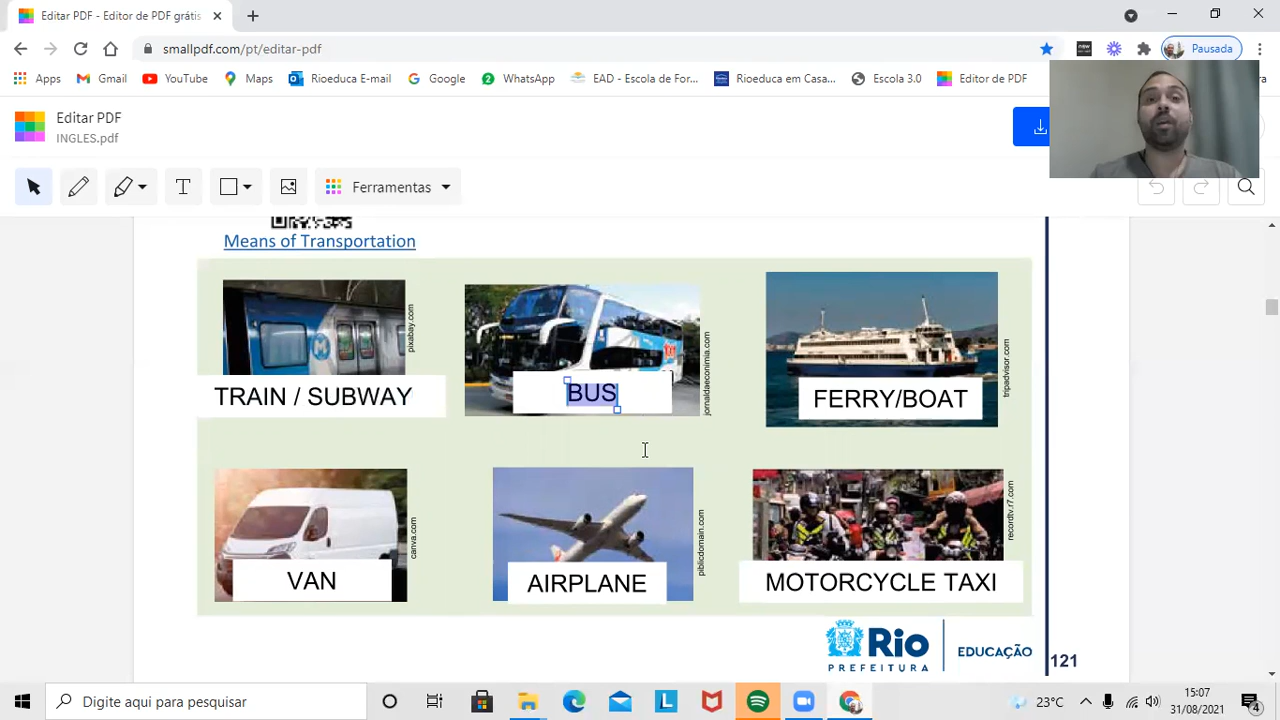 Editar PDF - Editor de PDF grátis
smallpdf.com/pt/editar-pdf
Pausada
Apps
Gmail
YouTube
Maps
Rioeduca E-mail
Google
WhatsApp
EAD - Escola de For...
Rioeduca em Casa...
Escola 3.0
Editor de PDF
Editar PDF
INGLES.pdf
Ferramentas
Means of Transportation
pixabay.com
jornaldaeconimia.com
tripadvisor.com
TRAIN / SUBWAY
BUS
FERRY/BOAT
canva.com
piblicdomain.com
recordtv.r7.com
VAN
AIRPLANE
MOTORCYCLE TAXI
Rio
PREFEITURA
EDUCAÇÃO
121
Digite aqui para pesquisar
23°C
15:07
31/08/2021
4